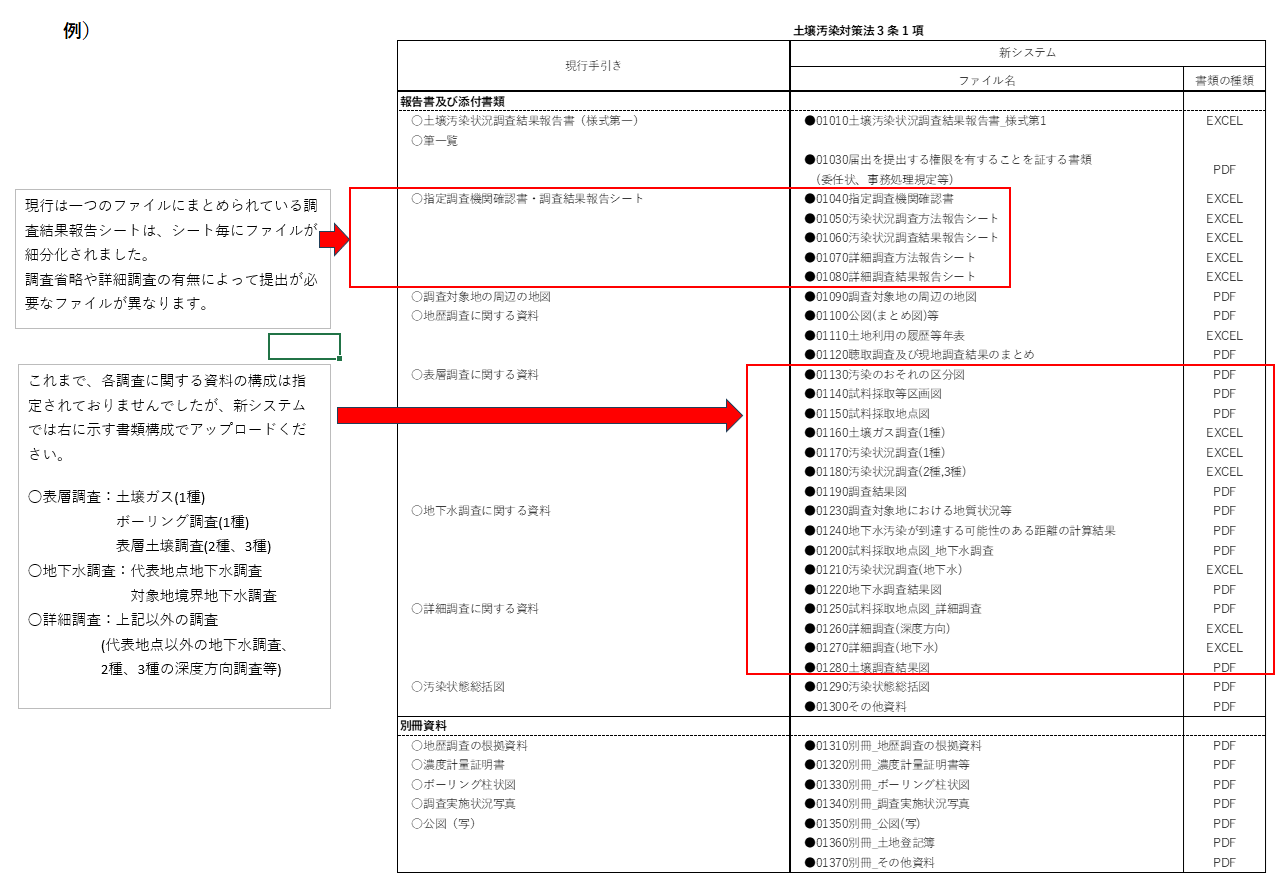 例）
土壌汚染対策法３条１項
現行手引き
新システム
ファイル名
書類の種類
報告書及び添付書類
○土壌汚染状況調査結果報告書（様式第一）
●01010土壌汚染状況調査結果報告書_様式第1
EXCEL
○筆一覧
●01030届出を提出する権限を有することを証する書類
（委任状、事務処理規定等）
PDF
○指定調査機関確認書・調査結果報告シート
●01040指定調査機関確認書
EXCEL
●01050汚染状況調査方法報告シート
EXCEL
●01060汚染状況調査結果報告シート
EXCEL
●01070詳細調査方法報告シート
EXCEL
●01080詳細調査結果報告シート
EXCEL
○調査対象地の周辺の地図
●01090調査対象地の周辺の地図
PDF
○地歴調査に関する資料
●01100公図(まとめ図)等
PDF
●01110土地利用の履歴等年表
EXCEL
●01120聴取調査及び現地調査結果のまとめ
PDF
○表層調査に関する資料
●01130汚染のおそれの区分図
PDF
●01140試料採取等区画図
PDF
●01150試料採取地点図
PDF
●01160土壌ガス調査(1種)
EXCEL
●01170汚染状況調査(1種)
EXCEL
●01180汚染状況調査(2種,3種)
EXCEL
●01190調査結果図
PDF
○地下水調査に関する資料
●01230調査対象地における地質状況等
PDF
●01240地下水汚染が到達する可能性のある距離の計算結果
PDF
●01200試料採取地点図_地下水調査
PDF
●01210汚染状況調査(地下水)
EXCEL
●01220地下水調査結果図
PDF
○詳細調査に関する資料
●01250試料採取地点図_詳細調査
PDF
●01260詳細調査(深度方向)
EXCEL
●01270詳細調査(地下水)
EXCEL
●01280土壌調査結果図
PDF
○汚染状態総括図
●01290汚染状態総括図
PDF
●01300その他資料
PDF
別冊資料
○地歴調査の根拠資料
●01310別冊_地歴調査の根拠資料
PDF
○濃度計量証明書
●01320別冊_濃度計量証明書等
PDF
○ボーリング柱状図
●01330別冊_ボーリング柱状図
PDF
○調査実施状況写真
●01340別冊_調査実施状況写真
PDF
○公図（写）
●01350別冊_公図(写)
PDF
●01360別冊_土地登記簿
PDF
●01370別冊_その他資料
PDF
現行は一つのファイルにまとめられている調
査結果報告シートは、シート毎にファイルが
細分化されました。
調査省略や詳細調査の有無によって提出が必
要なファイルが異なります。
これまで、各調査に関する資料の構成は指
定されておりませんでしたが、新システム
では右に示す書類構成でアップロードくだ
さい。
○表層調査：土壌ガス(1種)
ボーリング調査(1種)
表層土壌調査(2種、3種)
○地下水調査：代表地点地下水調査
対象地境界地下水調査
○詳細調査：上記以外の調査
(代表地点以外の地下水調査、
2種、3種の深度方向調査等)